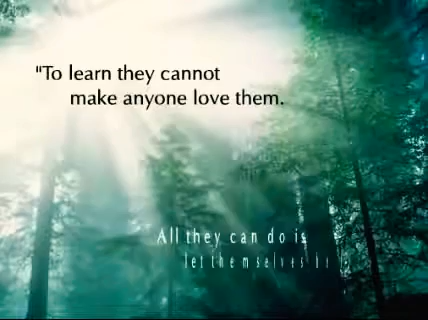 "To learn they cannot
make anyone love them.
All they can do is
let themselves